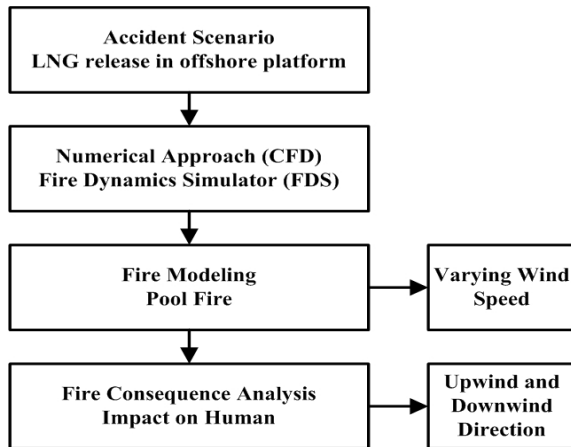 Accident Scenario
LNG release in offshore platform
Numerical Approach (CFD)
Fire Dynamics Simulator (FDS)
Fire Modeling
Pool Fire
Varying Wind
Speed
Fire Consequence Analysis
Impact on Human
Upwind and
Downwind
Direction